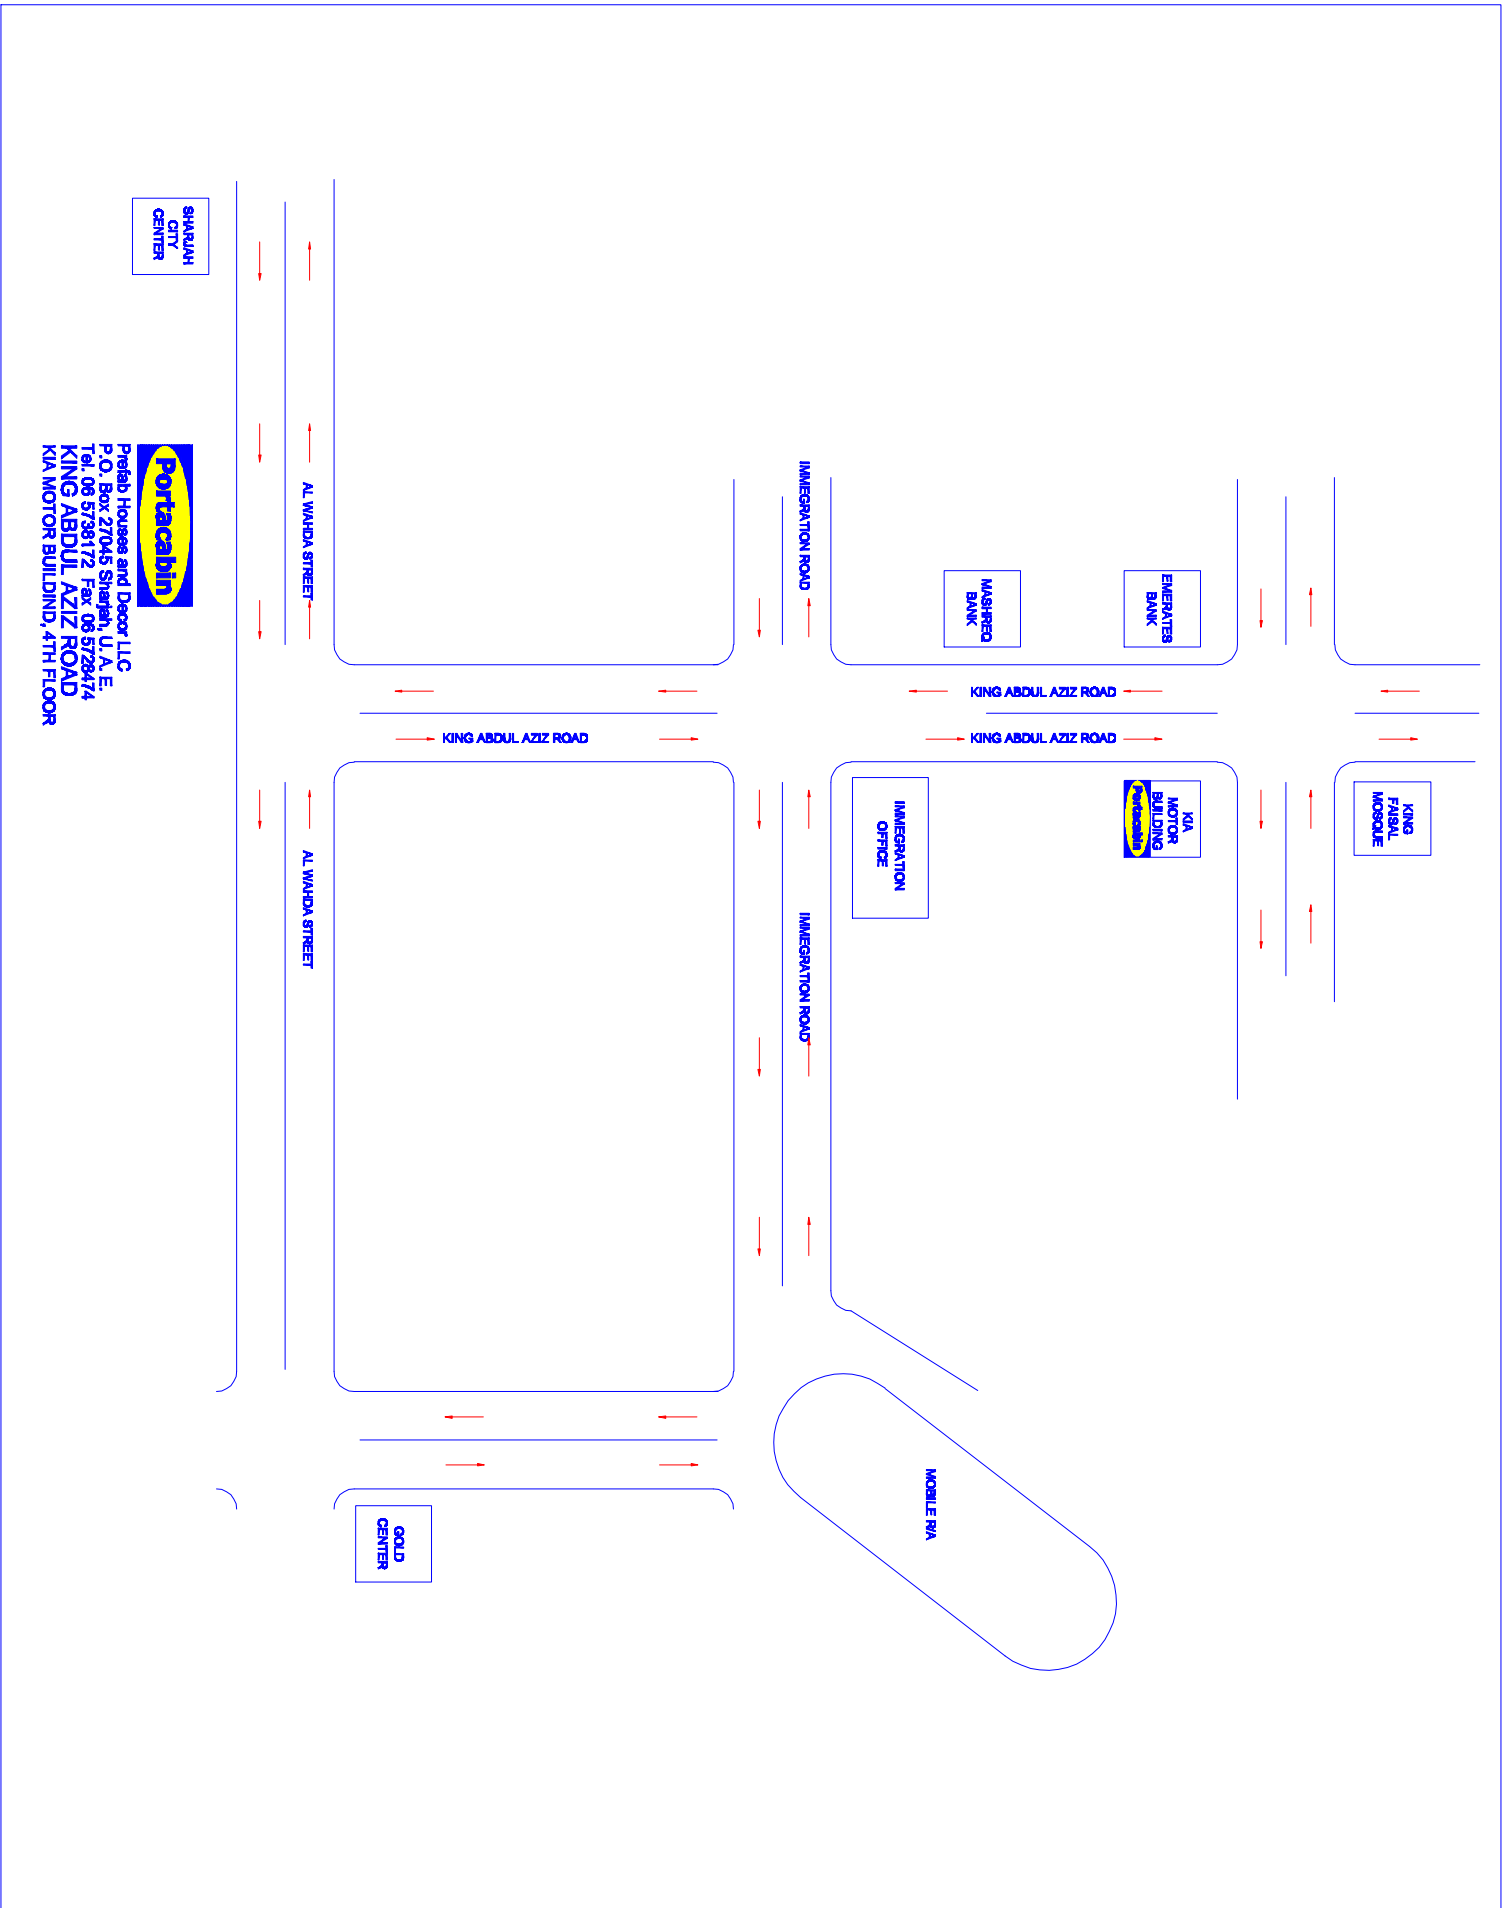 KING
FAISAL
MOSQUE
EMERATES
BANK
KIA
MOTOR
BUILDING
Portacabin
KING ABDUL AZIZ ROAD
KING ABDUL AZIZ ROAD
MASHREQ
BANK
MOBILE R/A
IMMEGRATION
OFFICE
IMMEGRATION ROAD
IMMEGRATION ROAD
KING ABDUL AZIZ ROAD
GOLD
CENTER
AL WAHDA STREET
AL WAHDA STREET
SHARJAH
CITY
CENTER
Portacabin
Prefab Houses and Decor LLC
P.O. Box 27045 Sharjah, U. A. E.
Tel. 06 5738172 Fax 06 5728474
KING ABDUL AZIZ ROAD
KIA MOTOR BUILDIND, 4TH FLOOR